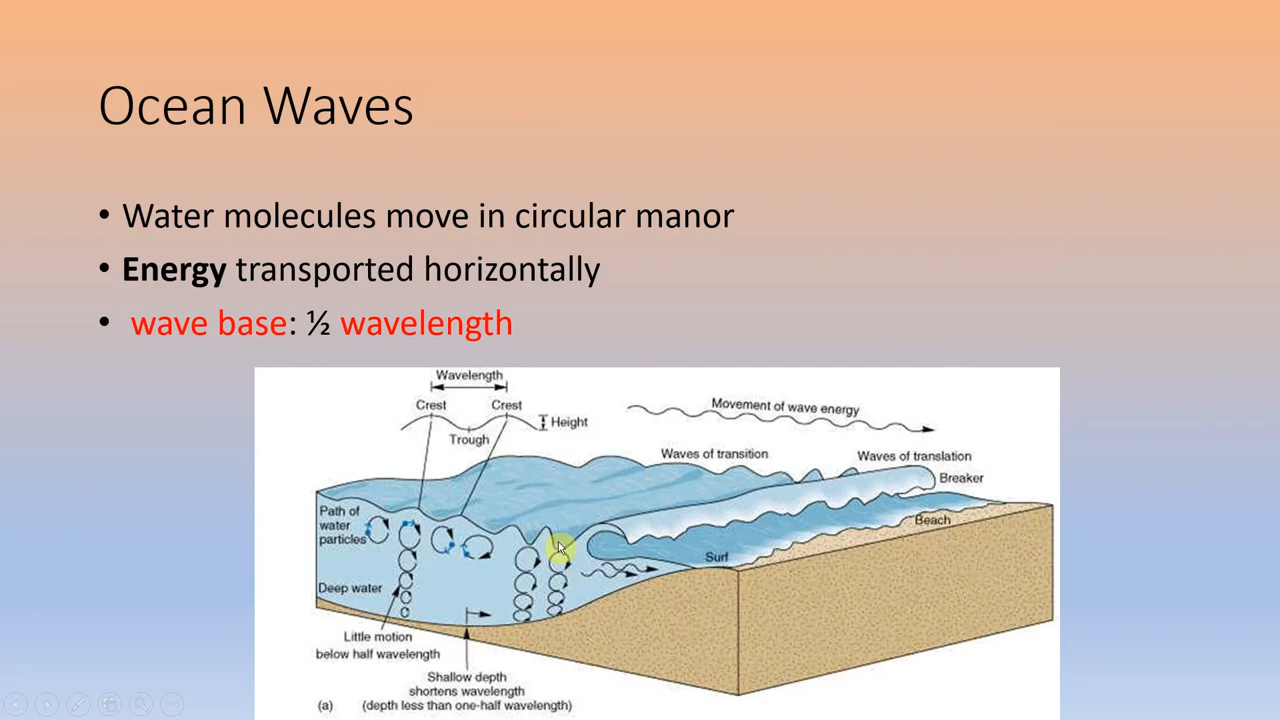 Ocean Waves
• Water molecules move in circular manor
• Energy transported horizontally
• wave base: ½ wavelength
Wavelength
Crest Crest
Height
Trough
Movement of wave energy
Waves of transition
Waves of translation
Breaker
Path of
water
particles
Beach
Surf
Deep water
Little motion
below half wavelength
Shallow depth
shortens wavelength
(a) (depth less than one-half wavelength)